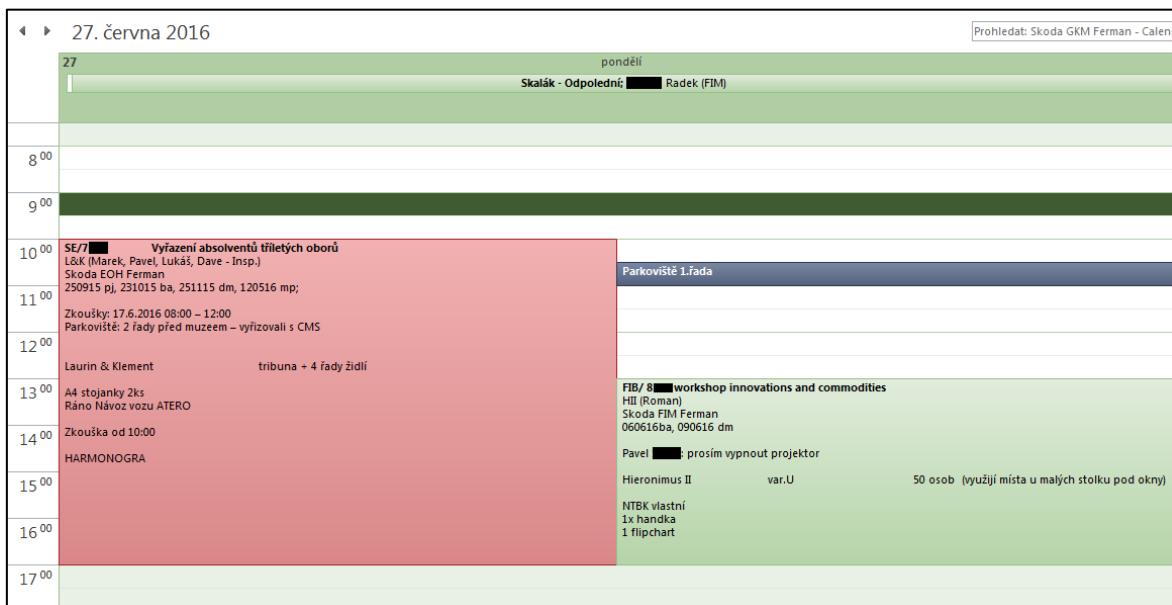 27. června 2016
Prohledat: Skoda GKM Ferman - Calen
27 pondělí
Skalák - Odpolední; Radek (FIM)
8 00
9 00
10 00
11 00
12 00
13 00
14 00
15 00
16 00
17 00
SE/7 Vyřazení absolventů tříletých oborů
L&K (Marek, Pavel, Lukáš, Dave - Insp.)
Skoda EOH Ferman
250915 pj, 231015 ba, 251115 dm, 120516 mp;
Zkoušky: 17.6.2016 08:00 – 12:00
Parkoviště: 2 řady před muzeem – vyřizovali s CMS
Laurin & Klement tribuna + 4 řady židlí
A4 stojanky 2ks
Ráno Návoz vozu ATERO
Zkouška od 10:00
HARMONOGRA
Parkoviště 1.řada
FIB/ 8 workshop innovations and commodities
HII (Roman)
Skoda FIM Ferman
060616ba, 090616 dm
Pavel : prosím vypnout projektor
Hieronimus II var.U 50 osob (využijí místa u malých stolku pod okny)
NTBK vlastní
1x handka
1 flipchart